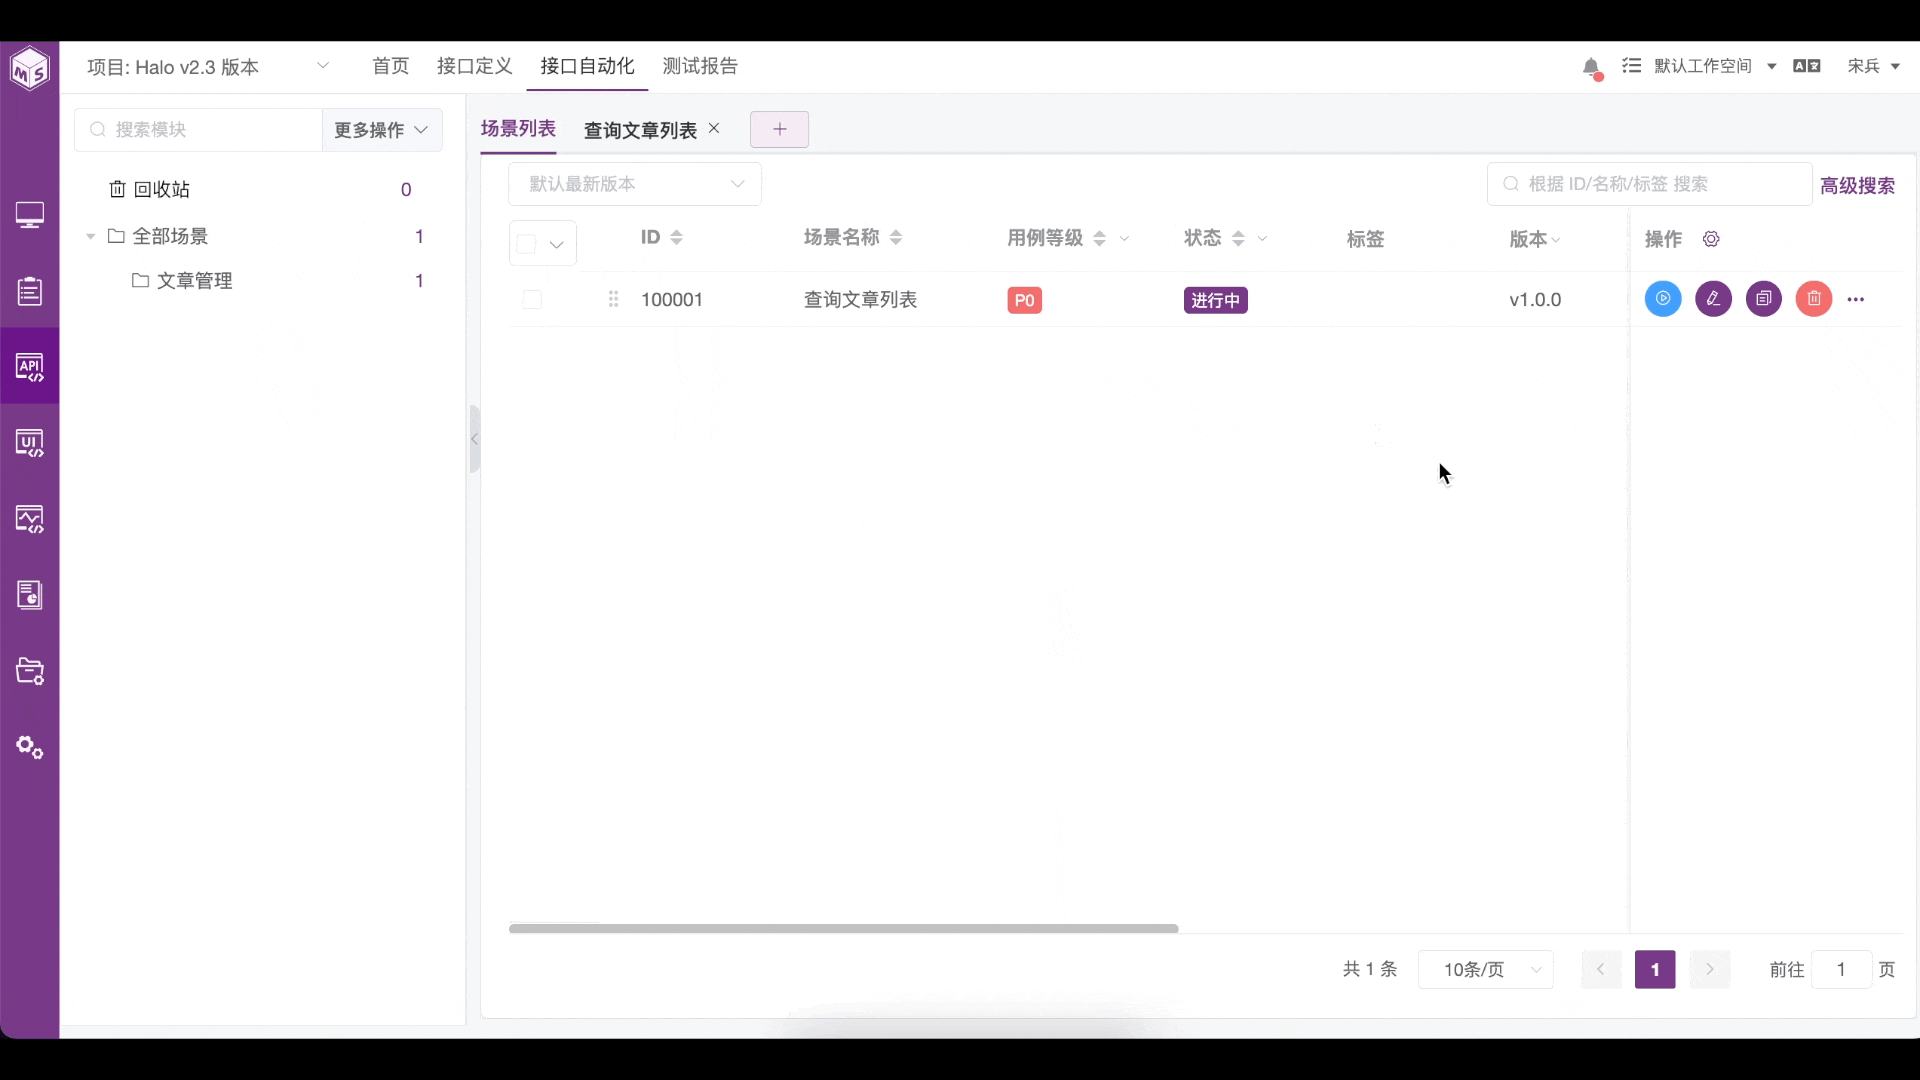 MS
项目: Halo v2.3 版本
首页
接口定义
接口自动化
测试报告
默认工作空间
宋兵
搜索模块
更多操作
场景列表
查询文章列表
+
回收站
0
全部场景
1
文章管理
1
API
UI
默认最新版本
根据 ID/名称/标签 搜索
高级搜索
ID
场景名称
用例等级
状态
标签
版本
操作
100001
查询文章列表
P0
进行中
v1.0.0
共 1 条
10条/页
1
前往
1
页